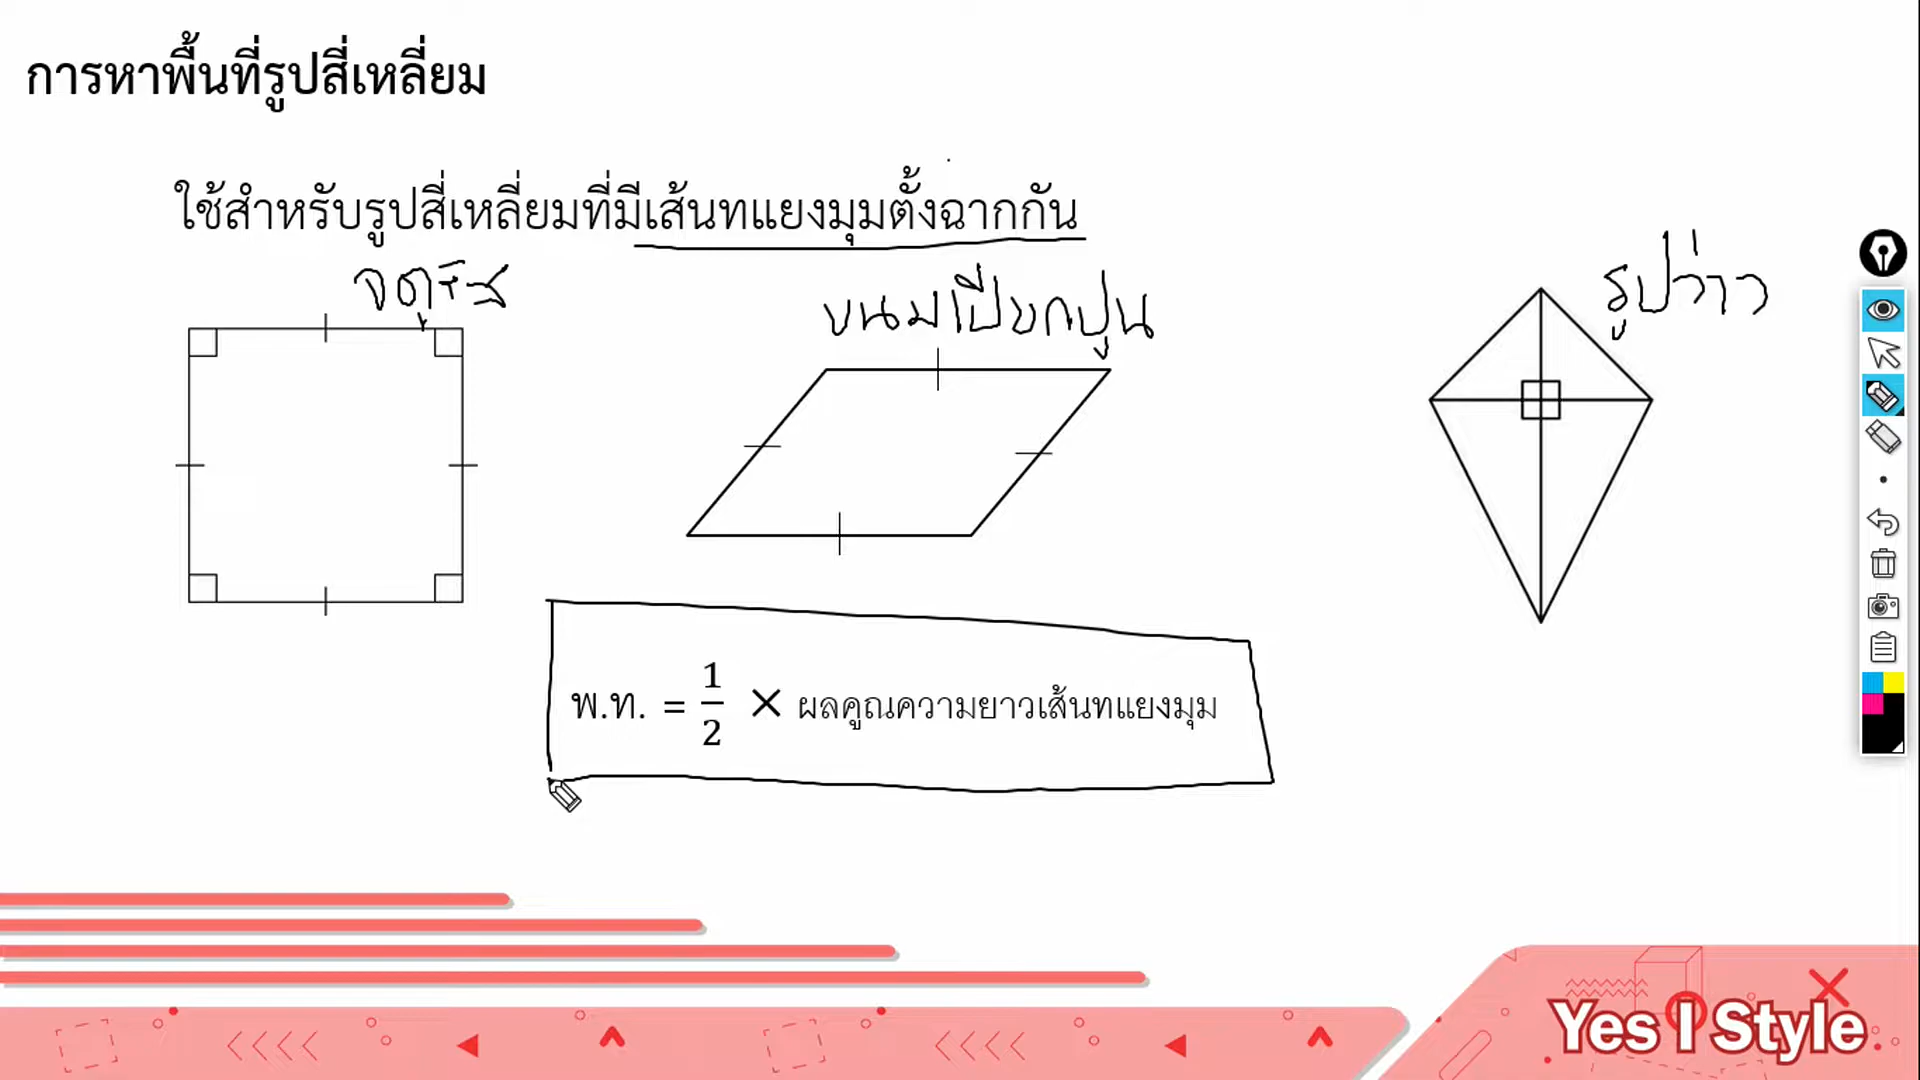 การหาพื้นที่รูปสี่เหลี่ยม
ใช้สำหรับรูปสี่เหลี่ยมที่มีเส้นทแยงมุมตั้งฉากกัน
จตุรัส
ขนมเปียกปูน
รูปว่าว
พ.ท. = 1/2 × ผลคูณความยาวเส้นทแยงมุม
Yes I Style